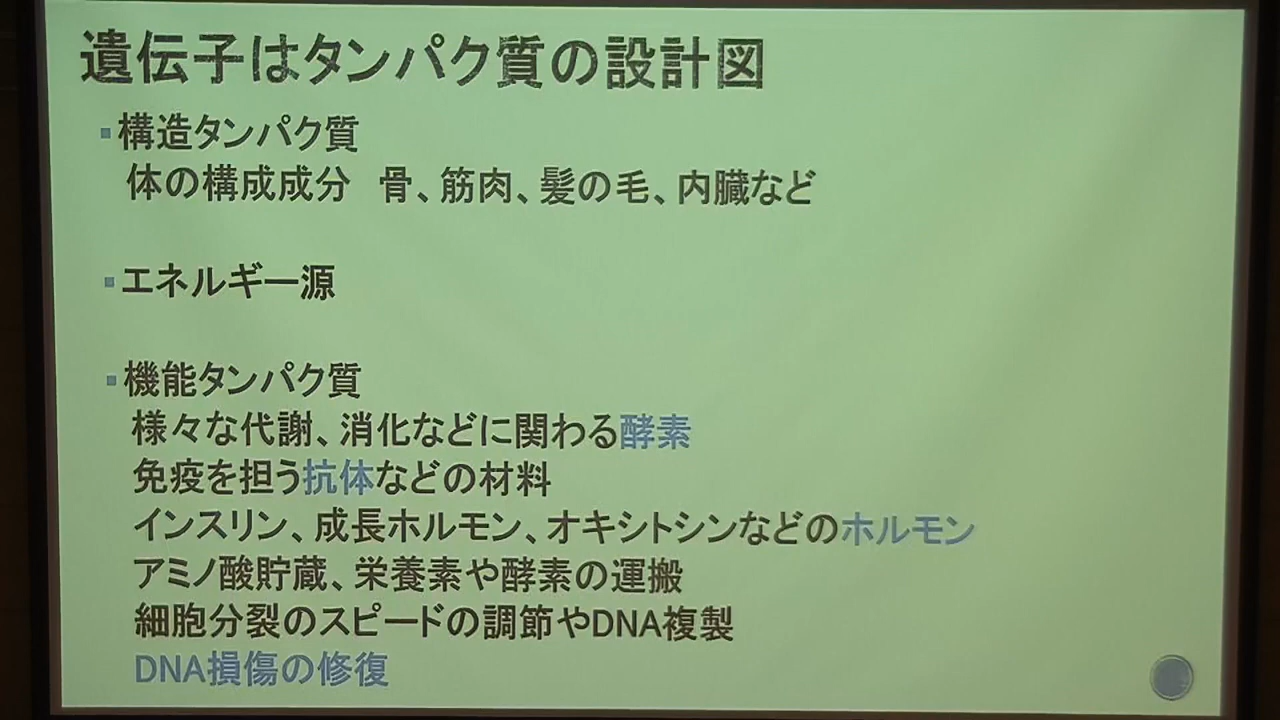 遺伝子はタンパク質の設計図
▪構造タンパク質
体の構成成分　骨、筋肉、髪の毛、内臓など
▪エネルギー源
▪機能タンパク質
様々な代謝、消化などに関わる酵素
免疫を担う抗体などの材料
インスリン、成長ホルモン、オキシトシンなどのホルモン
アミノ酸貯蔵、栄養素や酵素の運搬
細胞分裂のスピードの調節やDNA複製
DNA損傷の修復